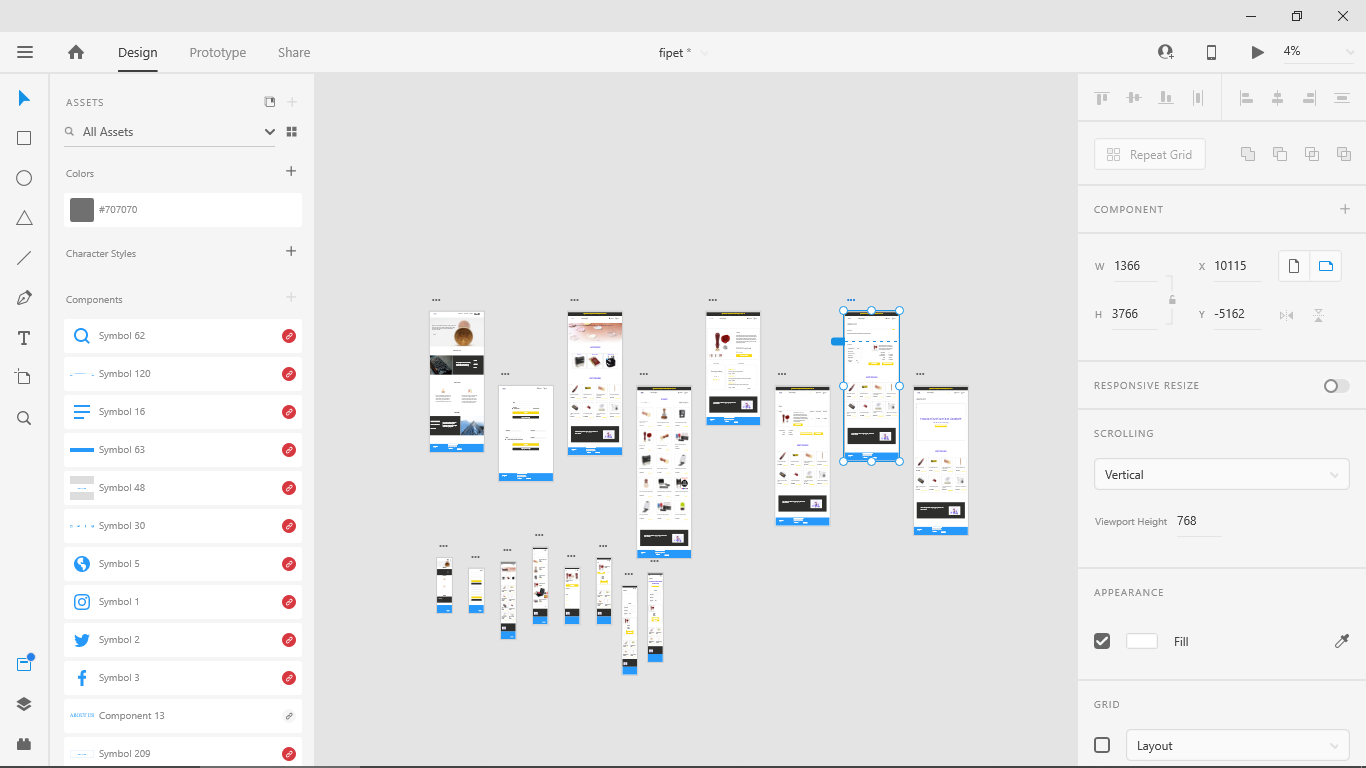 Design
Prototype
Share
fipet *
4%
ASSETS
All Assets
Colors
#707070
Character Styles
Components
Symbol 62
Symbol 120
Symbol 16
Symbol 63
Symbol 48
Symbol 30
Symbol 5
Symbol 1
Symbol 2
Symbol 3
ABOUT US
Component 13
Symbol 209
Repeat Grid
COMPONENT
W 1366
X 10115
H 3766
Y -5162
RESPONSIVE RESIZE
SCROLLING
Vertical
Viewport Height 768
APPEARANCE
Fill
GRID
Layout